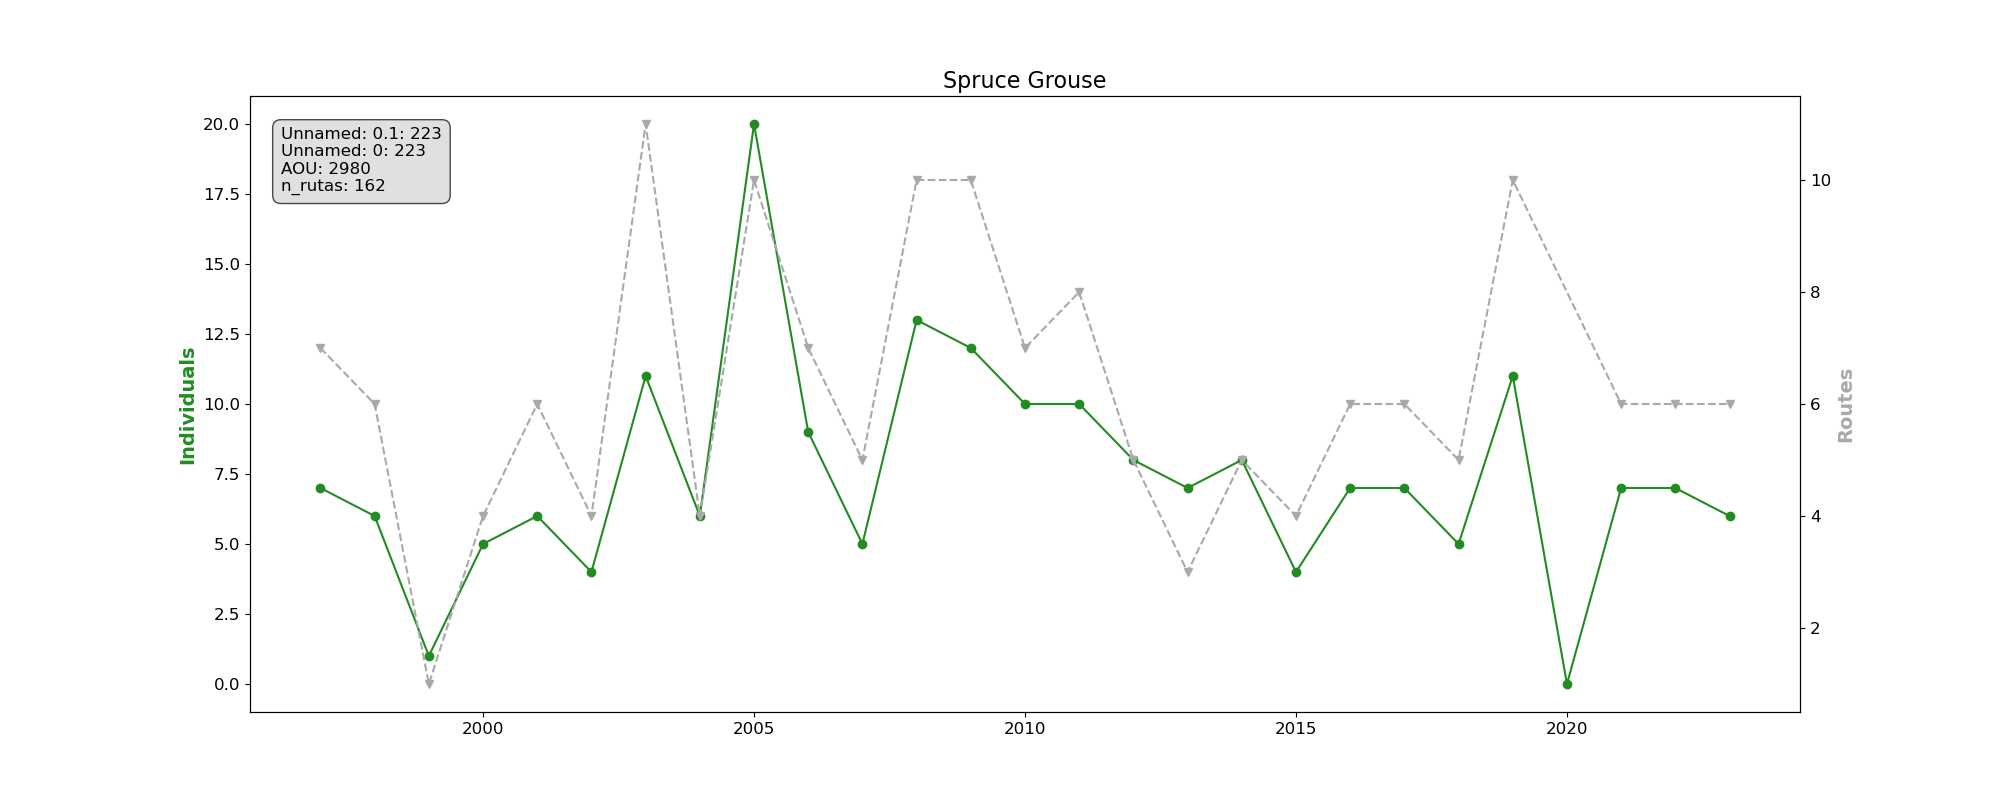 Spruce Grouse
Unnamed: 0.1: 223
Unnamed: 0: 223
AOU: 2980
n_rutas: 162
20.0
17.5
15.0
12.5
10.0
7.5
5.0
2.5
0.0
Individuals
10
8
6
4
2
Routes
2000 2005 2010 2015 2020